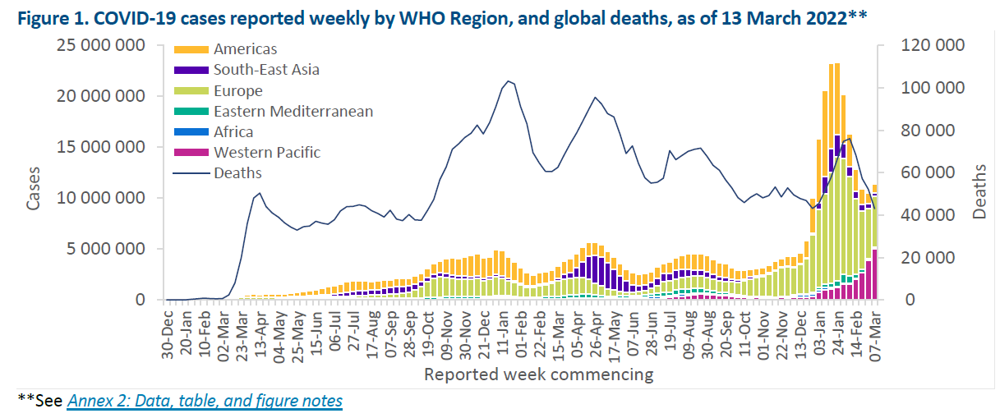 Figure 1. COVID-19 cases reported weekly by WHO Region, and global deaths, as of 13 March 2022**
25 000 000
20 000 000
15 000 000
10 000 000
5 000 000
0
Cases
Americas
South-East Asia
Europe
Eastern Mediterranean
Africa
Western Pacific
Deaths
120 000
100 000
80 000
60 000
40 000
20 000
0
Deaths
30-Dec
20-Jan
10-Feb
02-Mar
23-Mar
13-Apr
04-May
25-May
15-Jun
06-Jul
27-Jul
17-Aug
07-Sep
28-Sep
19-Oct
09-Nov
30-Nov
21-Dec
11-Jan
01-Feb
22-Feb
15-Mar
05-Apr
26-Apr
17-May
07-Jun
28-Jun
19-Jul
09-Aug
30-Aug
20-Sep
11-Oct
01-Nov
22-Nov
13-Dec
03-Jan
24-Jan
14-Feb
07-Mar
Reported week commencing
**See Annex 2: Data, table, and figure notes